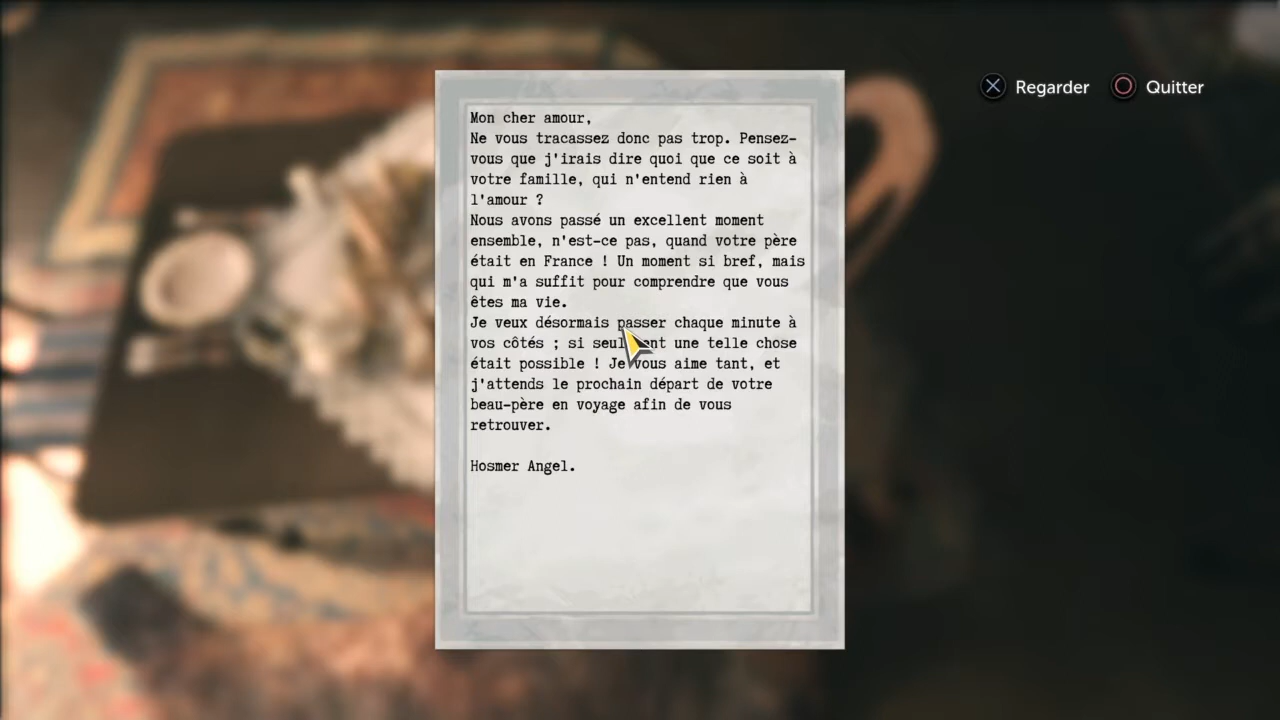 Regarder Quitter
Mon cher amour,
Ne vous tracassez donc pas trop. Pensez-
vous que j'irais dire quoi que ce soit à
votre famille, qui n'entend rien à
l'amour ?
Nous avons passé un excellent moment
ensemble, n'est-ce pas, quand votre père
était en France ! Un moment si bref, mais
qui m'a suffit pour comprendre que vous
êtes ma vie.
Je veux désormais passer chaque minute à
vos côtés ; si une telle chose
était possible ! Je vous aime tant, et
j'attends le prochain départ de votre
beau-père en voyage afin de vous
retrouver.
Hosmer Angel.